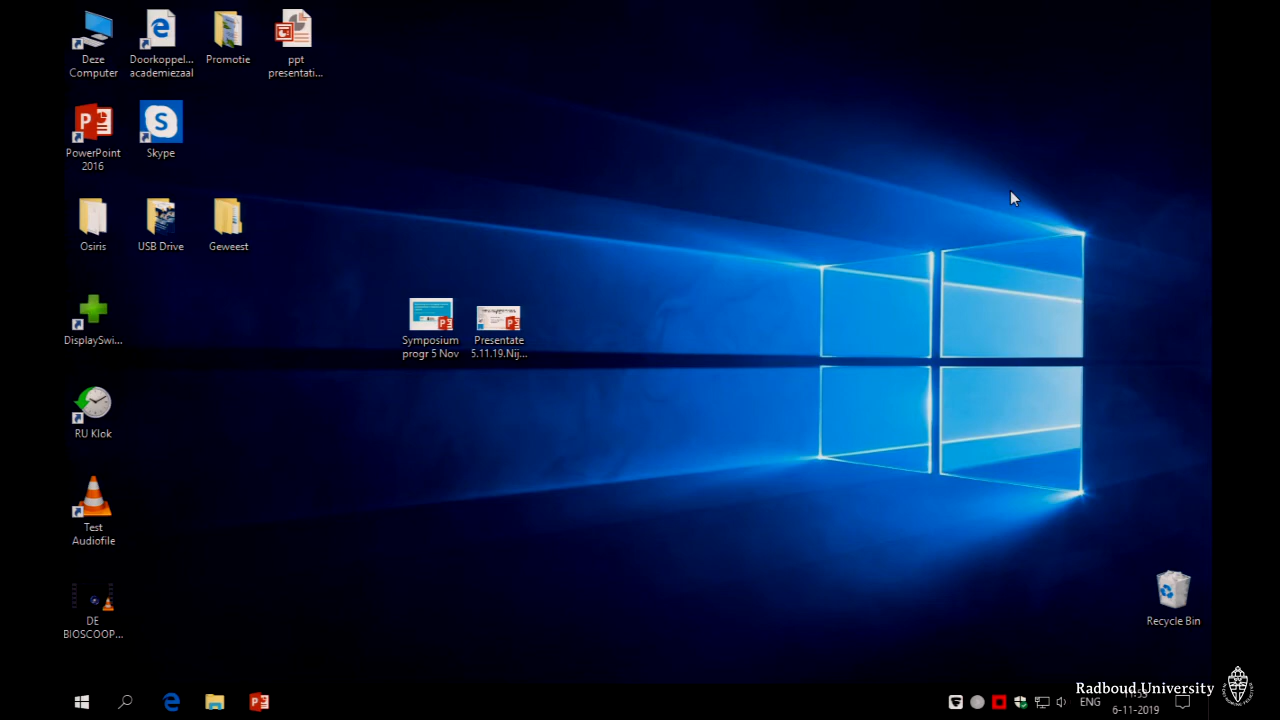 Deze
Computer
Doorkoppel...
academiezaal
Promotie
ppt
presentati...
PowerPoint
2016
Skype
Osiris
USB Drive
Geweest
DisplaySwi...
Symposium
progr 5 Nov
Presentate
5.11.19.Nij...
RU Klok
Test
Audiofile
DE
BIOSCOOP...
Recycle Bin
ENG
6-11-2019
Radboud University